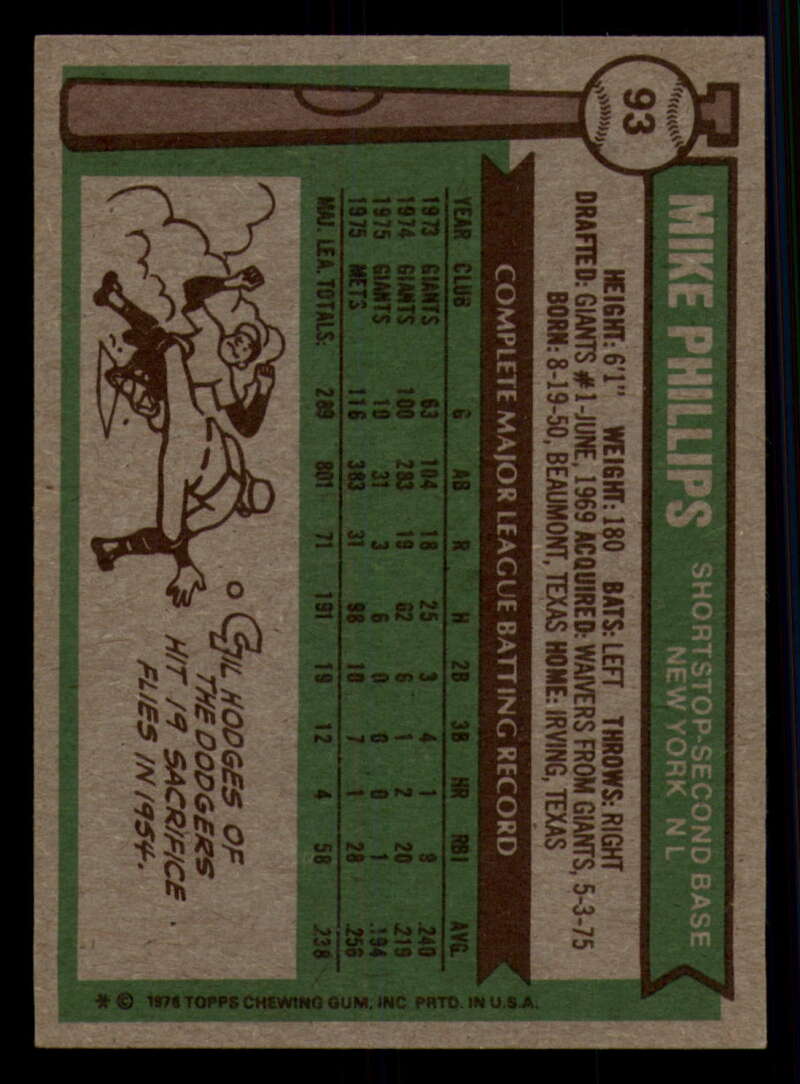 93
MIKE PHILLIPS
SHORTSTOP-SECOND BASE
NEW YORK N L
HEIGHT: 6'1" WEIGHT: 180 BATS: LEFT THROWS: RIGHT
DRAFTED: GIANTS #1-JUNE, 1969 ACQUIRED: WAIVERS FROM GIANTS, 5-3-75
BORN: 8-19-50, BEAUMONT, TEXAS HOME: IRVING, TEXAS
COMPLETE MAJOR LEAGUE BATTING RECORD
YEAR CLUB G AB R H 2B 3B HR RBI AVG.
1973 GIANTS 63 104 18 25 3 4 1 9 .240
1974 GIANTS 100 283 19 62 6 1 2 20 .219
1975 GIANTS 10 31 3 6 0 0 0 1 .194
1975 METS 116 383 31 98 10 7 1 28 .256
MAJ. LEA. TOTALS: 289 801 71 191 19 12 4 58 .238
GIL HODGES OF
THE DODGERS
HIT 19 SACRIFICE
FLIES IN 1954.
* © 1976 TOPPS CHEWING GUM, INC PRTD. IN U.S.A.